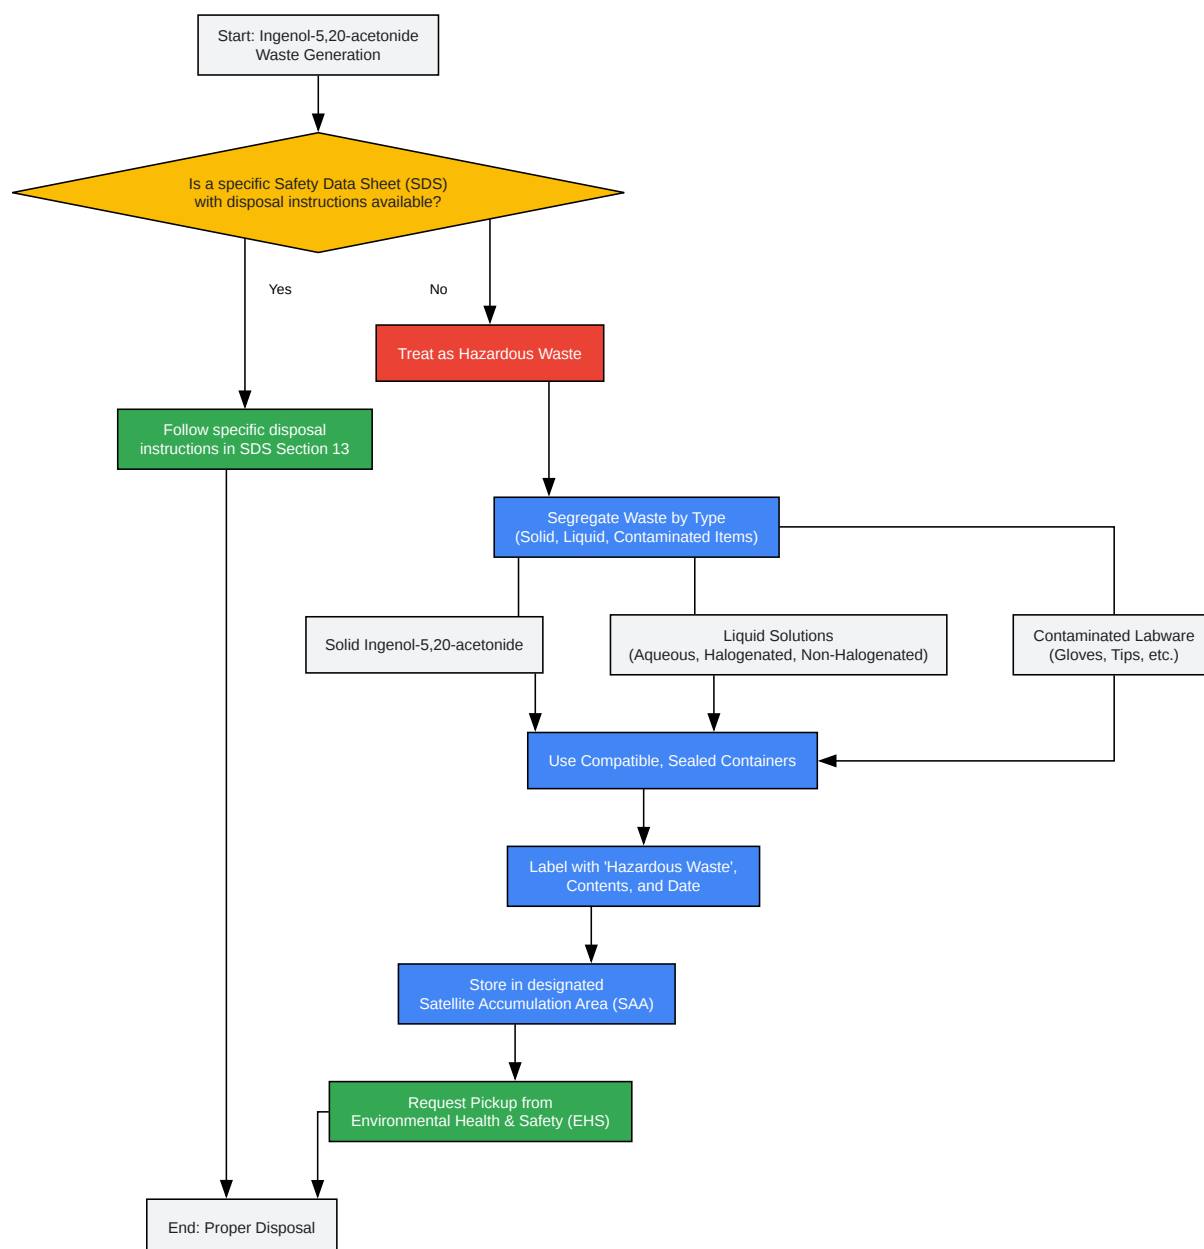 Start: Ingenol-5,20-acetonide
Waste Generation
Is a specific Safety Data Sheet (SDS)
with disposal instructions available?
Yes
No
Treat as Hazardous Waste
Follow specific disposal
instructions in SDS Section 13
Segregate Waste by Type
(Solid, Liquid, Contaminated Items)
Solid Ingenol-5,20-acetonide
Liquid Solutions
(Aqueous, Halogenated, Non-Halogenated)
Contaminated Labware
(Gloves, Tips, etc.)
Use Compatible, Sealed Containers
Label with 'Hazardous Waste',
Contents, and Date
Store in designated
Satellite Accumulation Area (SAA)
Request Pickup from
Environmental Health & Safety (EHS)
End: Proper Disposal